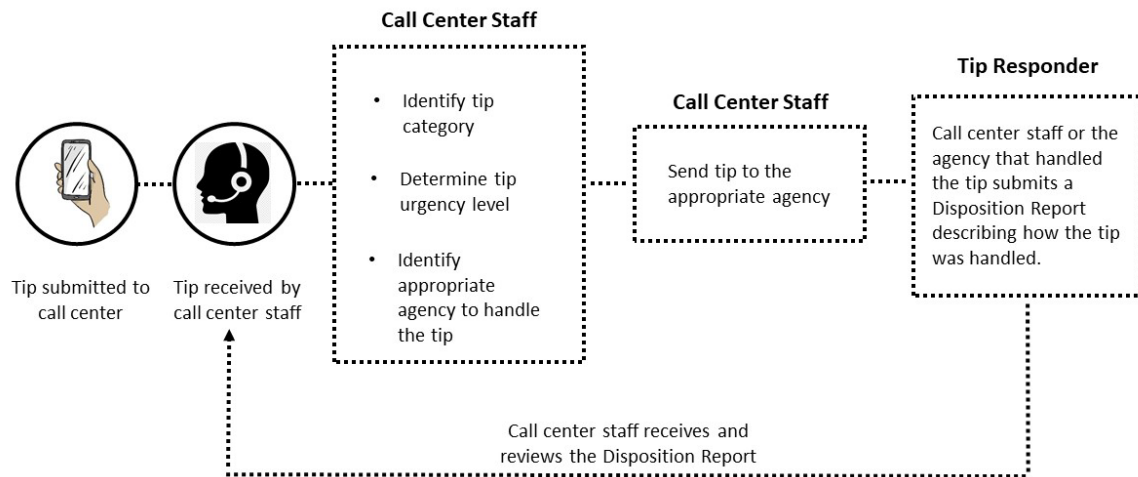 Tip submitted to
call center
Tip received by
call center staff
Call Center Staff
• Identify tip
category
• Determine tip
urgency level
• Identify
appropriate
agency to handle
the tip
Call Center Staff
Send tip to the
appropriate agency
Tip Responder
Call center staff or the
agency that handled
the tip submits a
Disposition Report
describing how the tip
was handled.
Call center staff receives and
reviews the Disposition Report